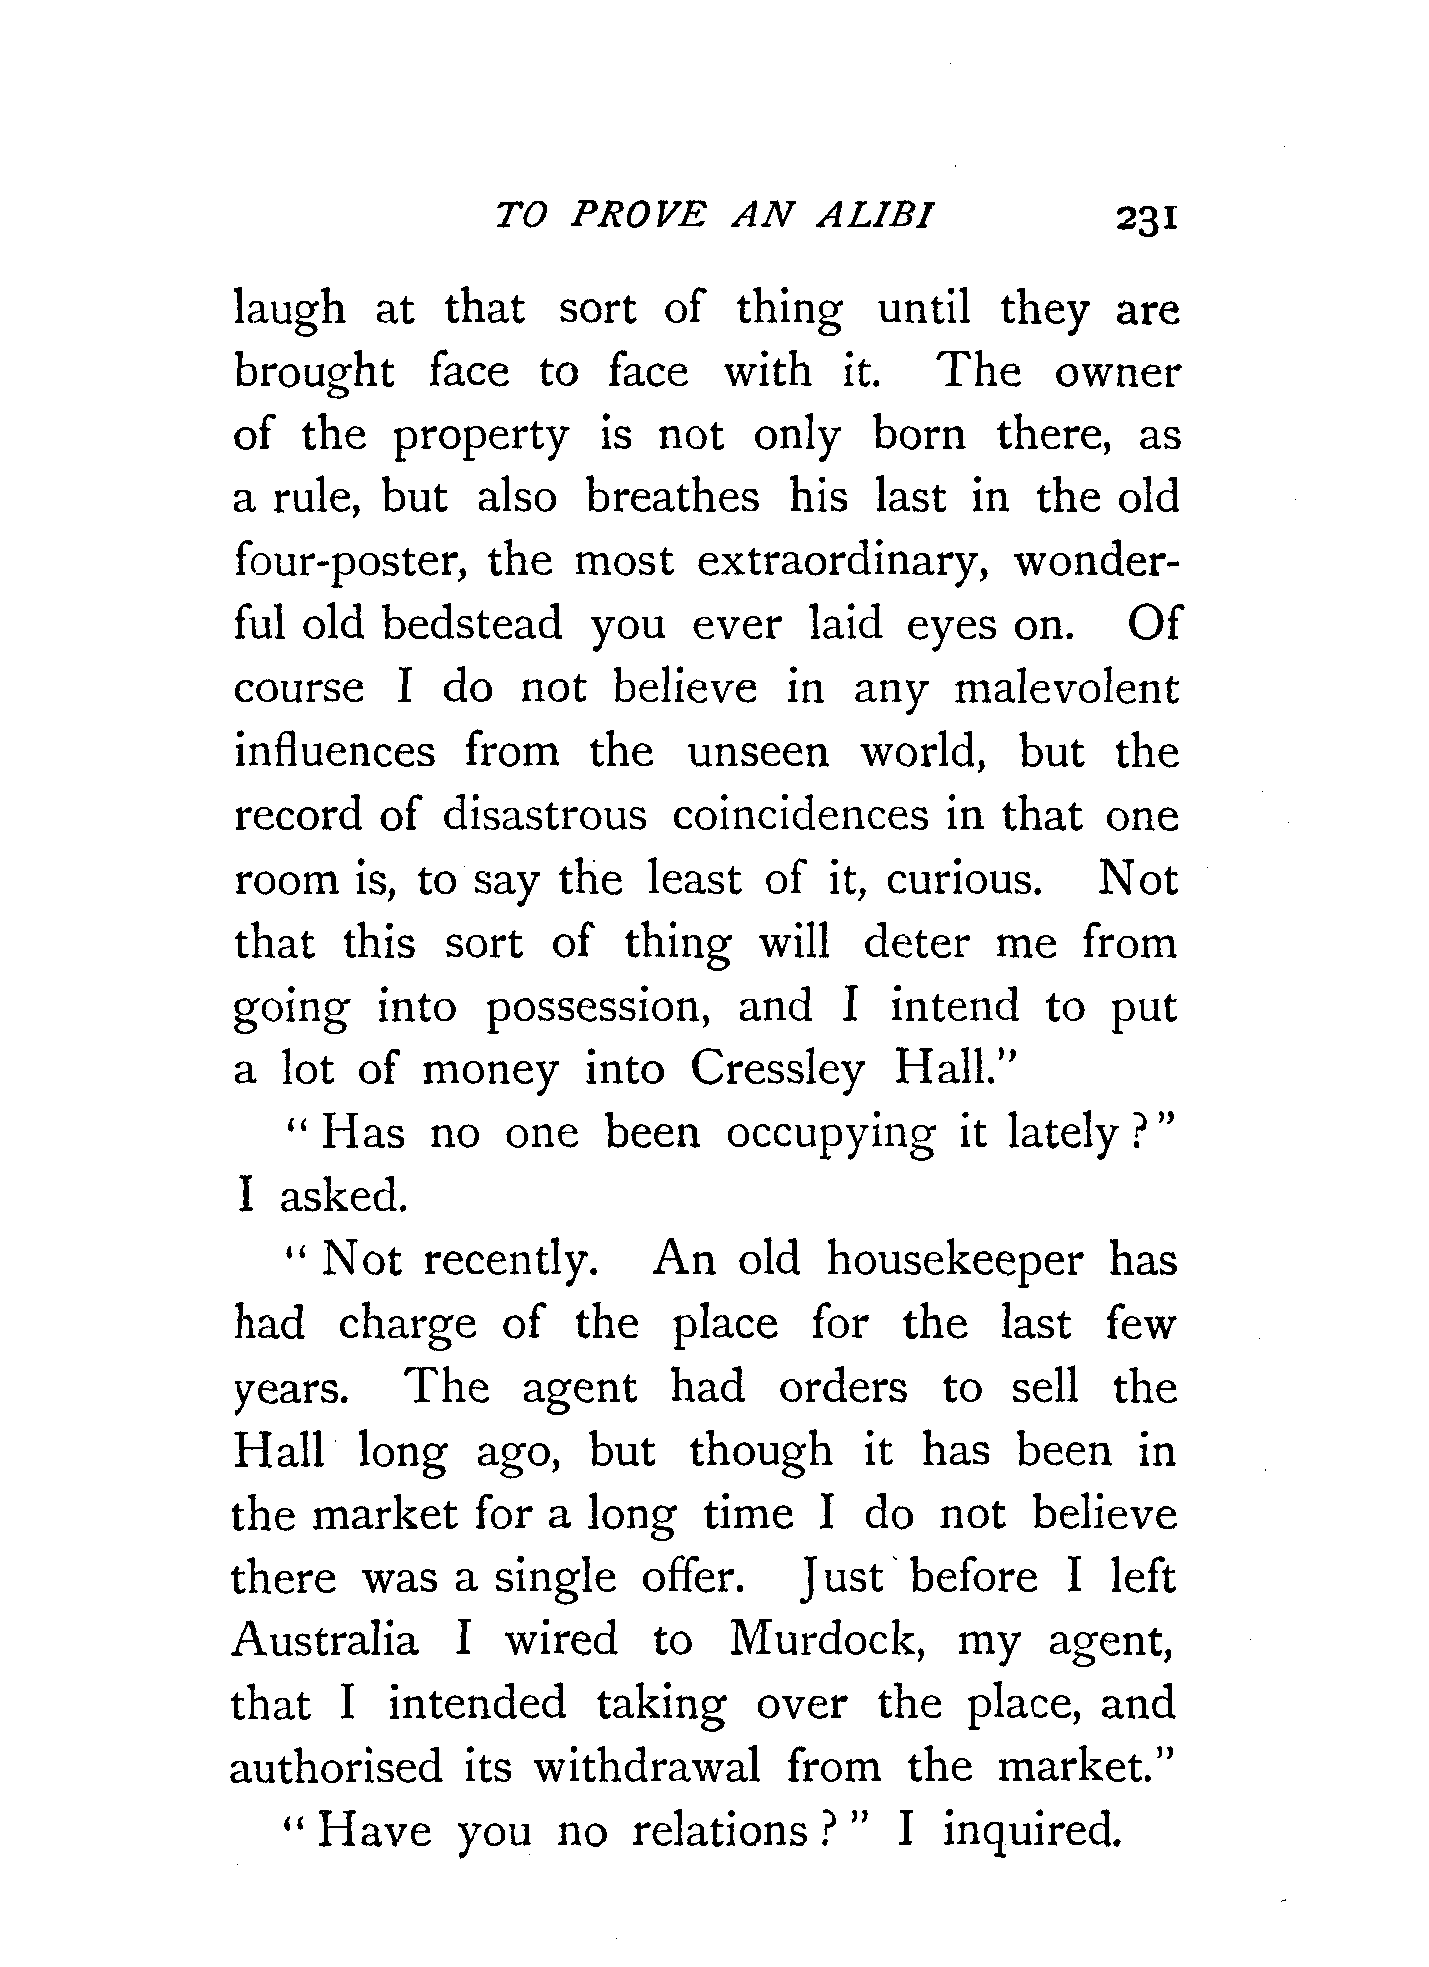 TO PROVE AN ALIBI 231
laugh at that sort of thing until they are
brought face to face with it. The owner
of the property is not only born there, as
a rule, but also breathes his last in the old
four-poster, the most extraordinary, wonder-
ful old bedstead you ever laid eyes on. Of
course I do not believe in any malevolent
influences from the unseen world, but the
record of disastrous coincidences in that one
room is, to say the least of it, curious. Not
that this sort of thing will deter me from
going into possession, and I intend to put
a lot of money into Cressley Hall."
"Has no one been occupying it lately?"
I asked.
"Not recently. An old housekeeper has
had charge of the place for the last few
years. The agent had orders to sell the
Hall long ago, but though it has been in
the market for a long time I do not believe
there was a single offer. Just before I left
Australia I wired to Murdock, my agent,
that I intended taking over the place, and
authorised its withdrawal from the market."
"Have you no relations?" I inquired.